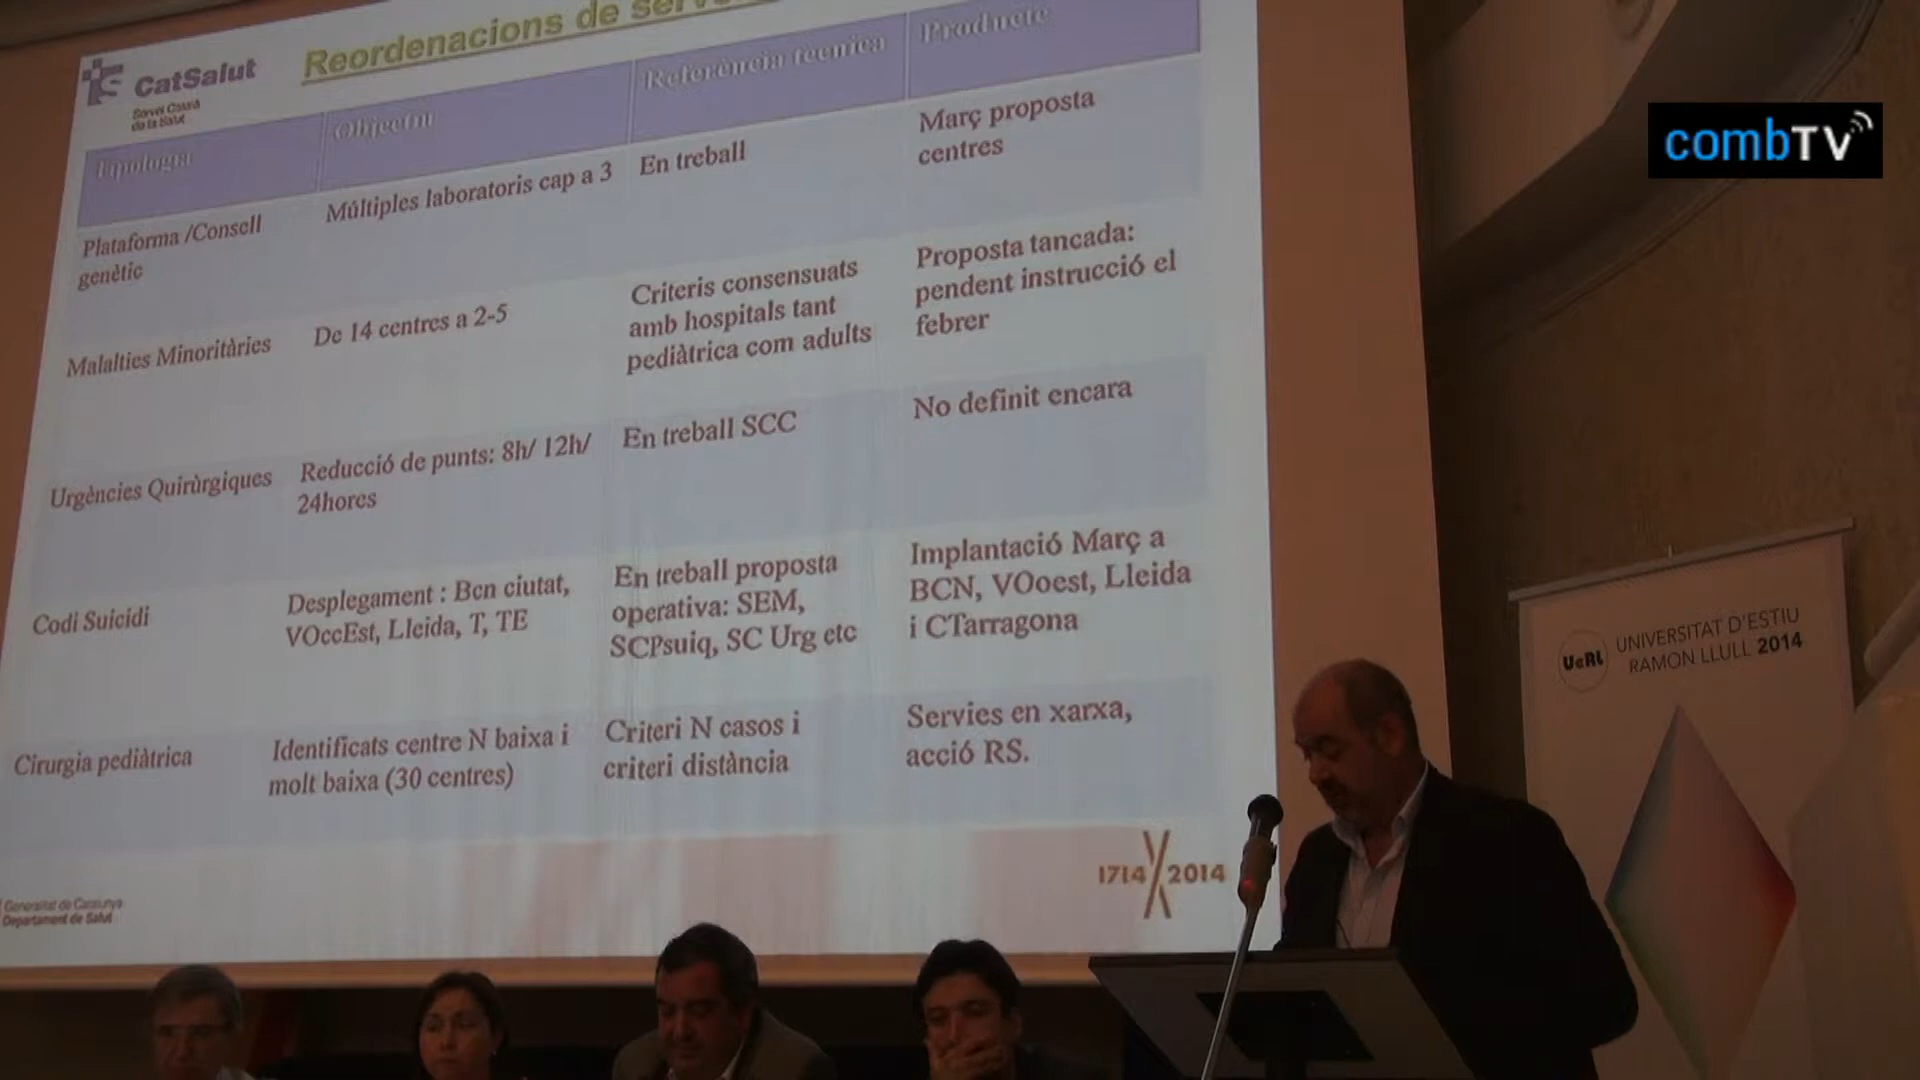 CatSalut
Servei Català
de la Salut
Reordenacions de
Tipologia
Objectiu
Referència tecnica
Producte
Plataforma /Consell
genètic
Múltiples laboratoris cap a 3
En treball
Març proposta
centres
Malalties Minoritàries
De 14 centres a 2-5
Criteris consensuats
amb hospitals tant
pediàtrica com adults
Proposta tancada:
pendent instrucció el
febrer
Urgències Quirùrgiques
Reducció de punts: 8h/ 12h/
24hores
En treball SCC
No definit encara
Codi Suicidi
Desplegament : Bcn ciutat,
VOccEst, Lleida, T, TE
En treball proposta
operativa: SEM,
SCPsuiq, SC Urg etc
Implantació Març a
BCN, VOoest, Lleida
i CTarragona
Cirurgia pediàtrica
Identificats centre N baixa i
molt baixa (30 centres)
Criteri N casos i
criteri distància
Servies en xarxa,
acció RS.
1714 2014
Generalitat de Catalunya
Departament de Salut
combTV
UeRL
UNIVERSITAT D'ESTIU
RAMON LLULL 2014